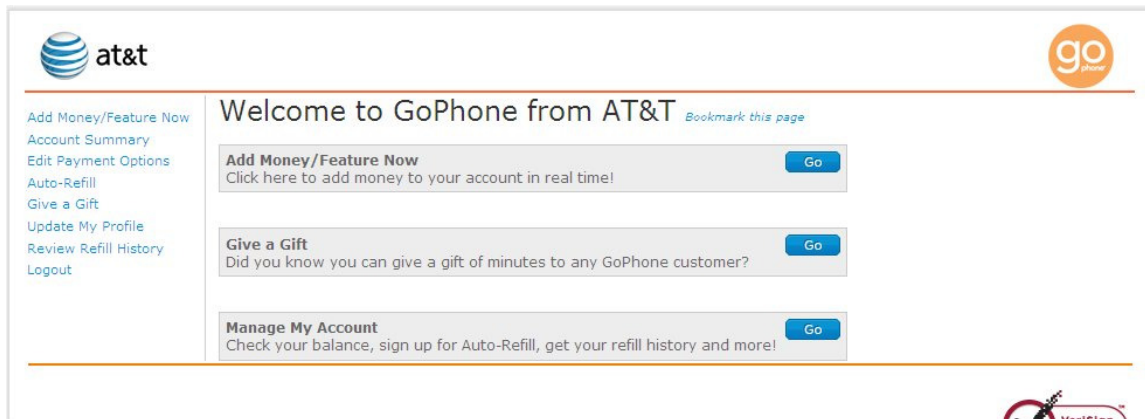 at&t
go
phone
Add Money/Feature Now
Account Summary
Edit Payment Options
Auto-Refill
Give a Gift
Update My Profile
Review Refill History
Logout
Welcome to GoPhone from AT&T Bookmark this page
Add Money/Feature Now
Click here to add money to your account in real time!
Go
Give a Gift
Did you know you can give a gift of minutes to any GoPhone customer?
Go
Manage My Account
Check your balance, sign up for Auto-Refill, get your refill history and more!
Go
VeriSign